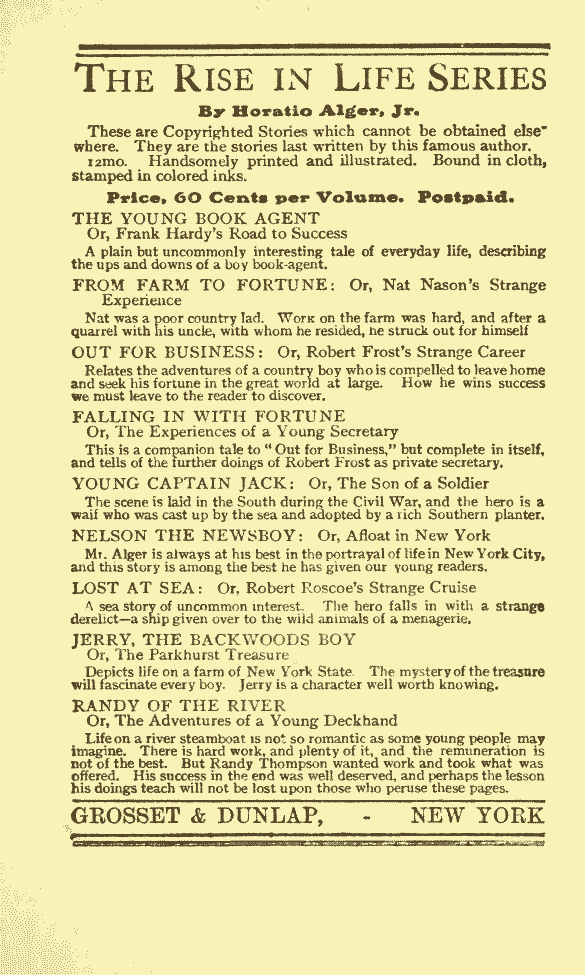 THE RISE IN LIFE SERIES
By Horatio Alger, Jr.
These are Copyrighted Stories which cannot be obtained else-
where. They are the stories last written by this famous author.
12mo. Handsomely printed and illustrated. Bound in cloth,
stamped in colored inks.
Price, 60 Cents per Volume. Postpaid.
THE YOUNG BOOK AGENT
Or, Frank Hardy's Road to Success
A plain but uncommonly interesting tale of everyday life, describing
the ups and downs of a boy book-agent.
FROM FARM TO FORTUNE: Or, Nat Nason's Strange
Experience
Nat was a poor country lad. Work on the farm was hard, and after a
quarrel with his uncle, with whom he resided, he struck out for himself
OUT FOR BUSINESS: Or, Robert Frost's Strange Career
Relates the adventures of a country boy who is compelled to leave home
and seek his fortune in the great world at large. How he wins success
we must leave to the reader to discover.
FALLING IN WITH FORTUNE
Or, The Experiences of a Young Secretary
This is a companion tale to "Out for Business," but complete in itself,
and tells of the further doings of Robert Frost as private secretary.
YOUNG CAPTAIN JACK: Or, The Son of a Soldier
The scene is laid in the South during the Civil War, and the hero is a
waif who was cast up by the sea and adopted by a rich Southern planter.
NELSON THE NEWSBOY: Or, Afloat in New York
Mr. Alger is always at his best in the portrayal of life in New York City,
and this story is among the best he has given our young readers.
LOST AT SEA: Or, Robert Roscoe's Strange Cruise
A sea story of uncommon interest. The hero falls in with a strange
derelict—a ship given over to the wild animals of a menagerie.
JERRY, THE BACKWOODS BOY
Or, The Parkhurst Treasure
Depicts life on a farm of New York State. The mystery of the treasure
will fascinate every boy. Jerry is a character well worth knowing.
RANDY OF THE RIVER
Or, The Adventures of a Young Deckhand
Life on a river steamboat is not so romantic as some young people may
imagine. There is hard work, and plenty of it, and the remuneration is
not of the best. But Randy Thompson wanted work and took what was
offered. His success in the end was well deserved, and perhaps the lesson
his doings teach will not be lost upon those who peruse these pages.
GROSSET & DUNLAP, - NEW YORK